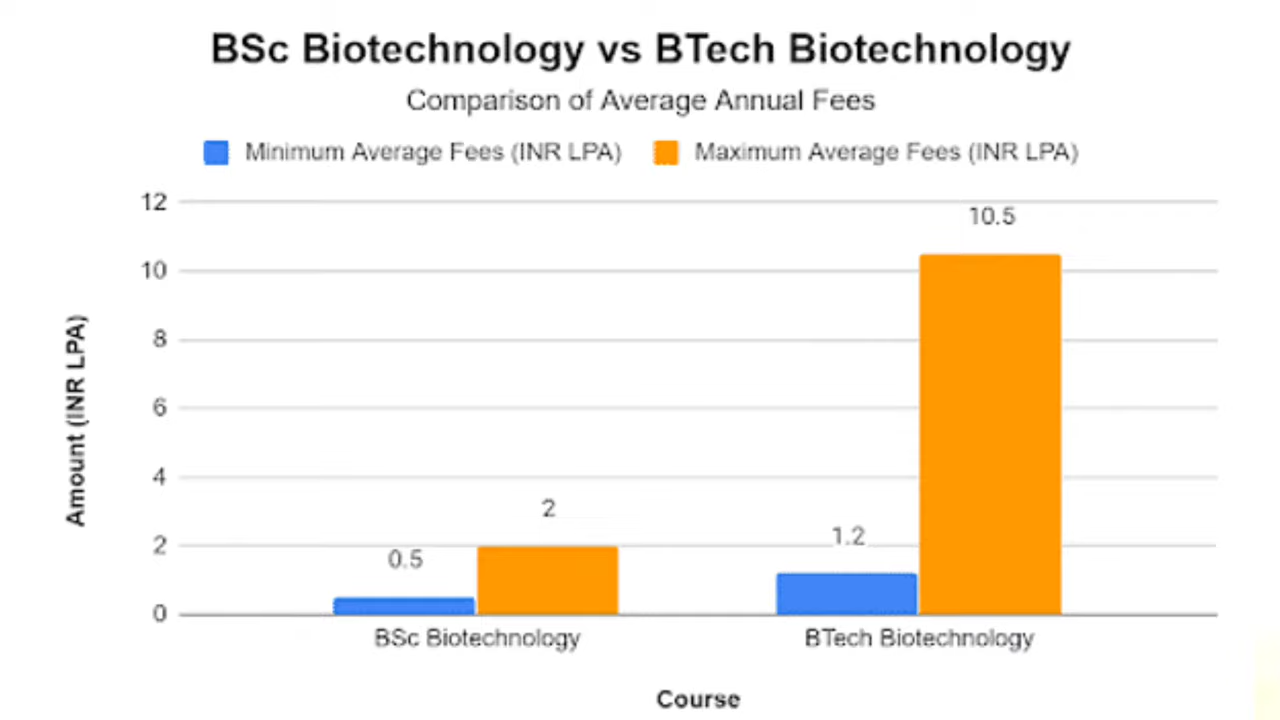 BSc Biotechnology vs BTech Biotechnology
Comparison of Average Annual Fees
Minimum Average Fees (INR LPA) Maximum Average Fees (INR LPA)
Amount (INR LPA)
12
10.5
10
8
6
4
2
1.2
2
0.5
0
BSc Biotechnology BTech Biotechnology
Course